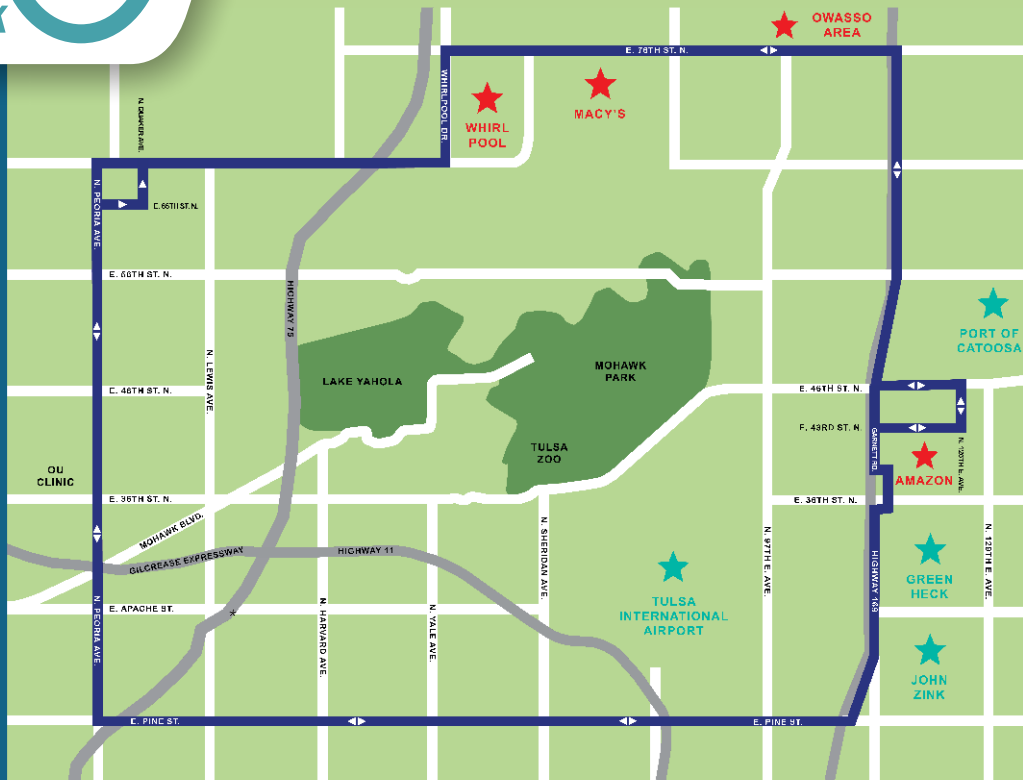 OWASSO
AREA
E. 76TH ST. N.
WHIRLPOOL DR.
WHIRL
POOL
MACY'S
N. QUAKER AVE.
N. PEORIA AVE.
E. 66TH ST. N.
E. 56TH ST. N.
HIGHWAY 75
PORT OF
CATOOSA
N. LEWIS AVE.
LAKE YAHOLA
MOHAWK
PARK
E. 46TH ST. N.
E. 46TH ST. N.
E. 43RD ST. N.
GARNETT RD.
N. 129TH E. AVE.
TULSA
ZOO
OU
CLINIC
AMAZON
E. 36TH ST. N.
E. 36TH ST. N.
MOHAWK BLVD.
GILCREASE EXPRESSWAY
HIGHWAY 11
N. SHERIDAN AVE.
N. 97TH E. AVE.
HIGHWAY 169
GREEN
HECK
TULSA
INTERNATIONAL
AIRPORT
N. PEORIA AVE.
E. APACHE ST.
*
N. HARVARD AVE.
N. YALE AVE.
JOHN
ZINK
E. PINE ST.
E. PINE ST.